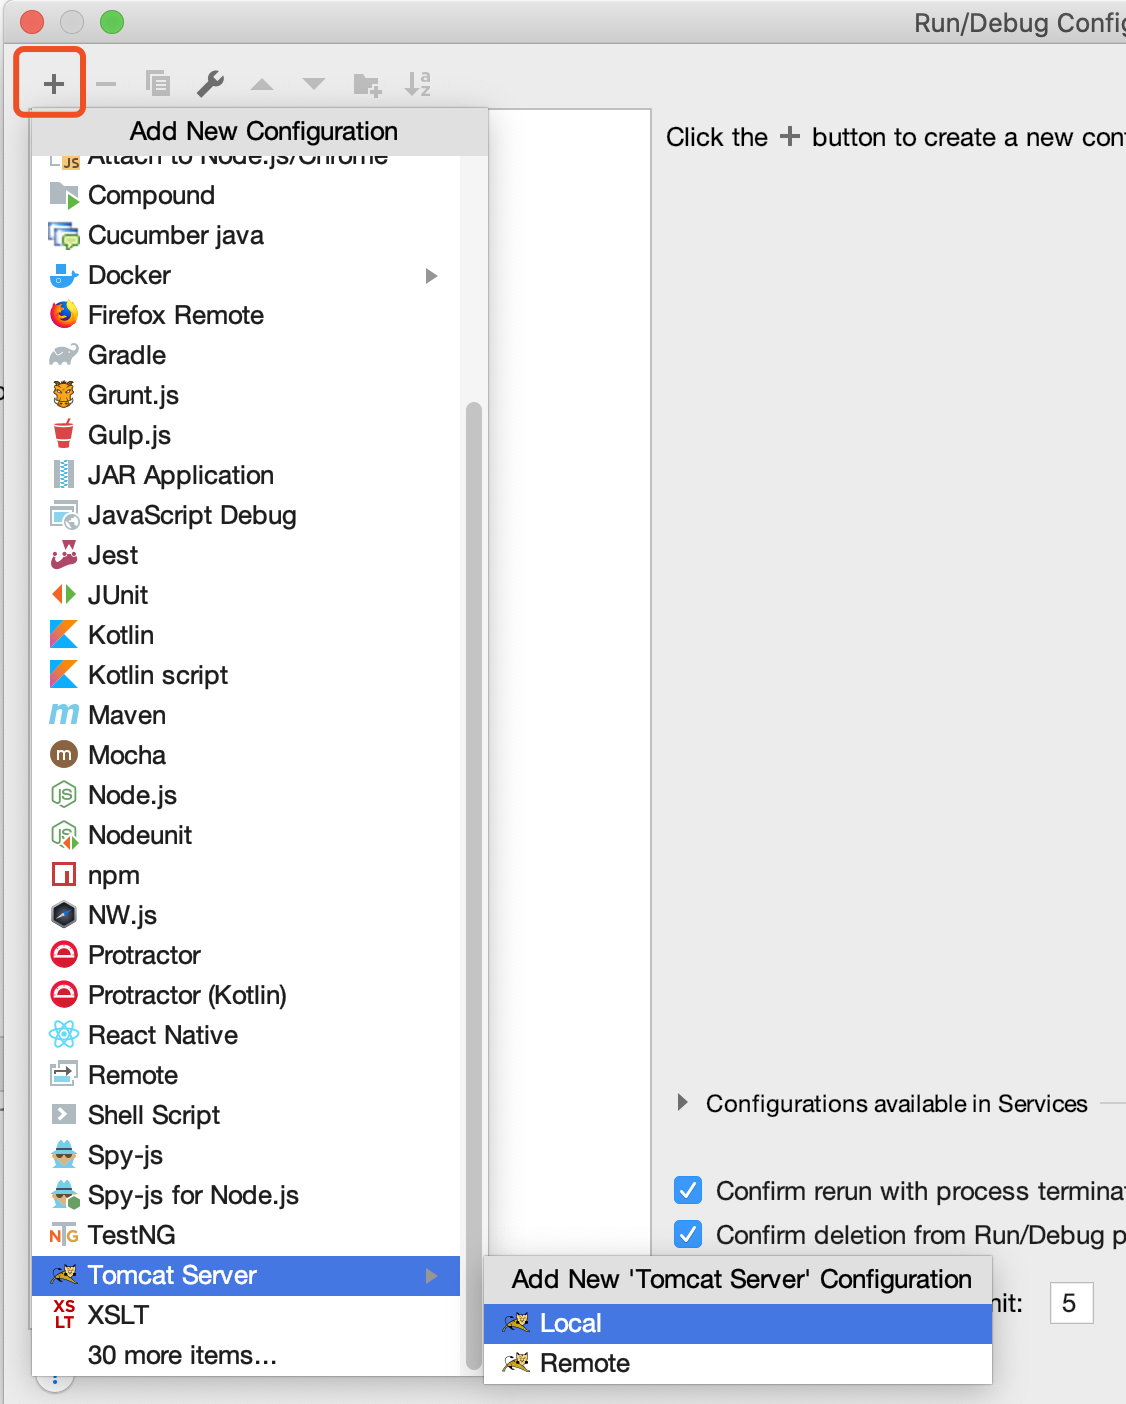 Run/Debug Config
Add New Configuration
Click the + button to create a new con
Attach to Node.js/Chrome
Compound
Cucumber java
Docker
Firefox Remote
Gradle
Grunt.js
Gulp.js
JAR Application
JavaScript Debug
Jest
JUnit
Kotlin
Kotlin script
Maven
Mocha
Node.js
Nodeunit
npm
NW.js
Protractor
Protractor (Kotlin)
React Native
Remote
Shell Script
Configurations available in Services
Spy-js
Spy-js for Node.js
Confirm rerun with process terminat
TestNG
Confirm deletion from Run/Debug p
Tomcat Server
Add New 'Tomcat Server' Configuration
XSLT
nit: 5
Local
30 more items...
Remote